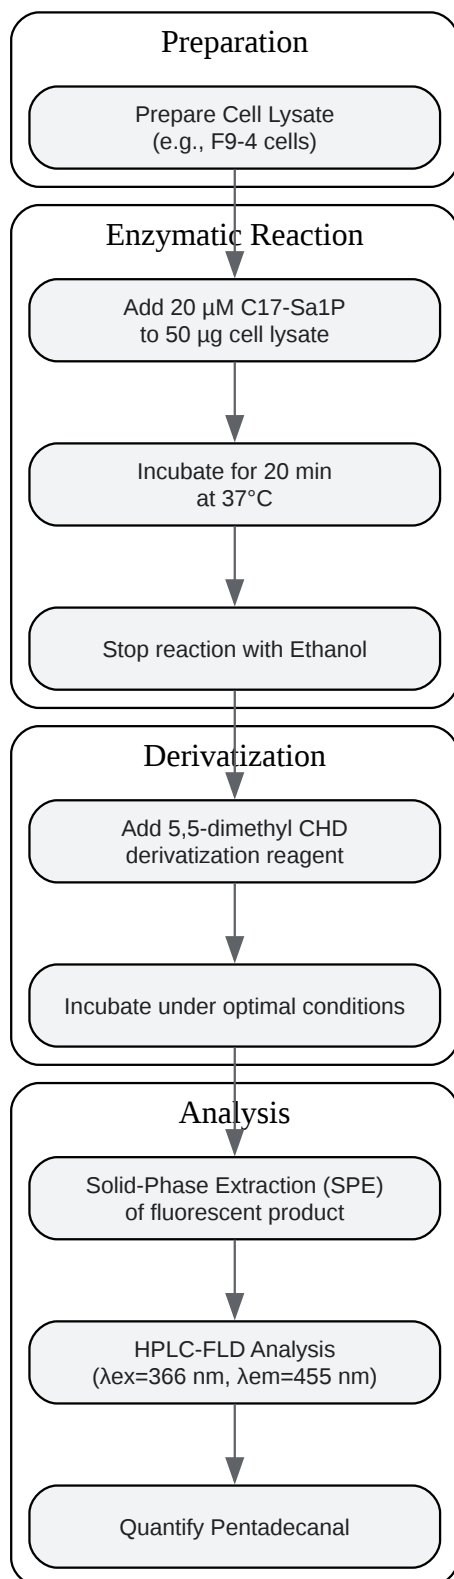 Preparation
Prepare Cell Lysate
(e.g., F9-4 cells)
Enzymatic Reaction
Add 20 µM C17-Sa1P
to 50 µg cell lysate
Incubate for 20 min
at 37°C
Stop reaction with Ethanol
Derivatization
Add 5,5-dimethyl CHD
derivatization reagent
Incubate under optimal conditions
Analysis
Solid-Phase Extraction (SPE)
of fluorescent product
HPLC-FLD Analysis
(λex=366 nm, λem=455 nm)
Quantify Pentadecanal